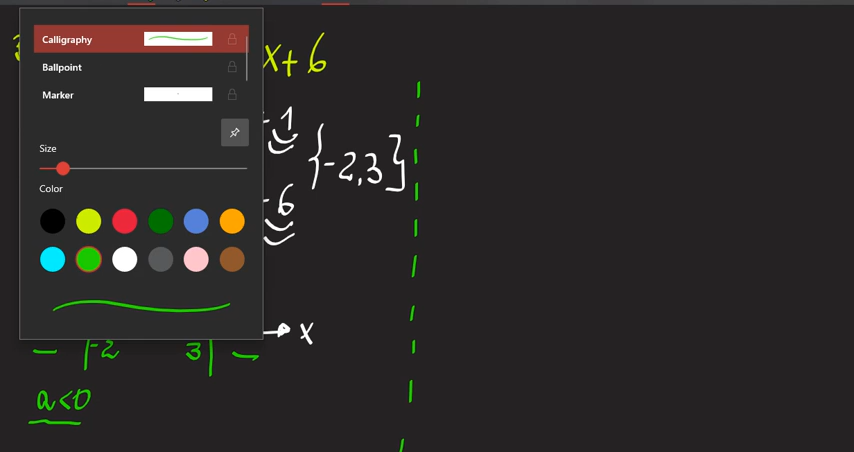 Calligraphy
Ballpoint
Marker
Size
Color
x+6
-1
{-2,3}
-6
x
- -2 3 -
a<0